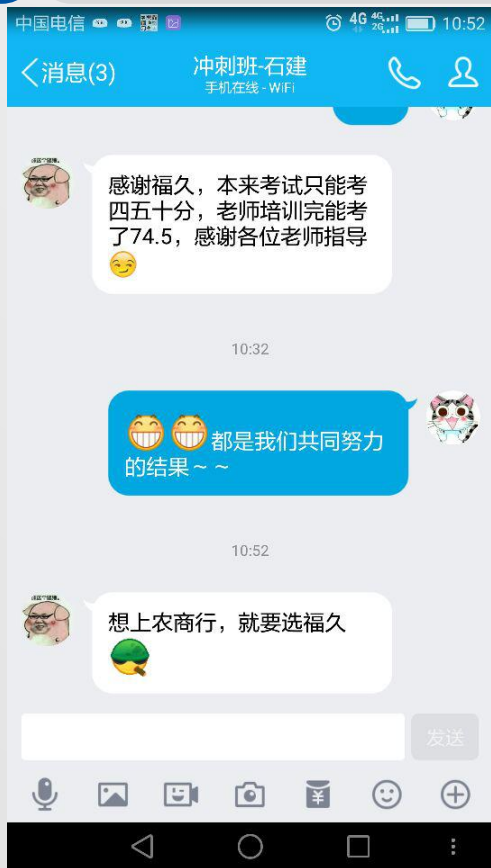 中国电信
4G 4G 2G 10:52
消息(3)
冲刺班-石建
手机在线 - WiFi
感谢福久，本来考试只能考
四五十分，老师培训完能考
了74.5，感谢各位老师指导
10:32
都是我们共同努力
的结果～～
10:52
想上农商行，就要选福久
发送